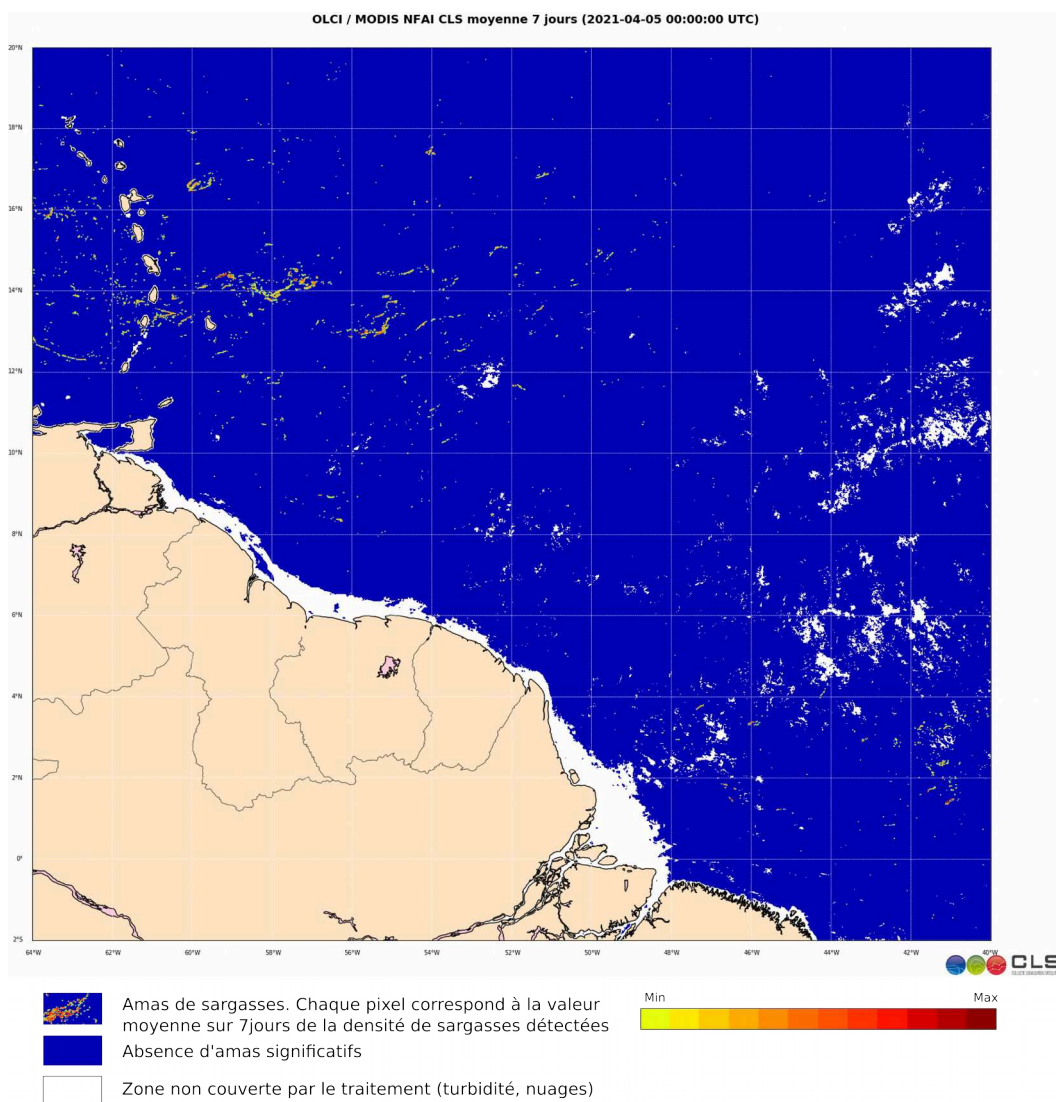 OLCI / MODIS NFAI CLS moyenne 7 jours (2021-04-05 00:00:00 UTC)
20°N
18°N
16°N
14°N
12°N
10°N
8°N
6°N
4°N
2°N
0°
2°S
64°W 62°W 60°W 58°W 56°W 54°W 52°W 50°W 48°W 46°W 44°W 42°W 40°W
CLS
Amas de sargasses. Chaque pixel correspond à la valeur
moyenne sur 7jours de la densité de sargasses détectées
Min Max
Absence d'amas significatifs
Zone non couverte par le traitement (turbidité, nuages)